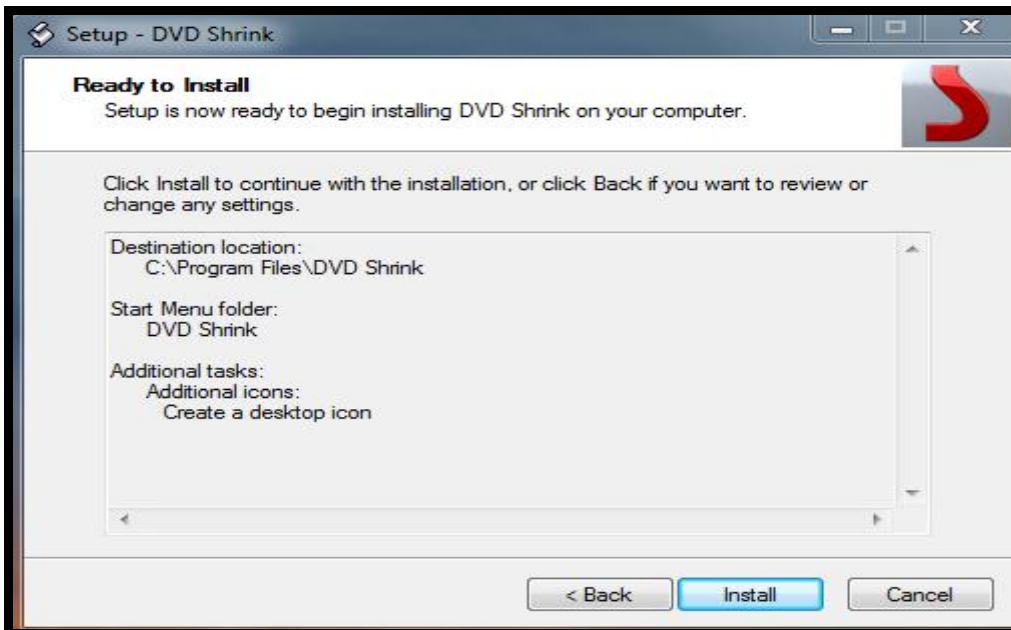 Setup - DVD Shrink
Ready to Install
Setup is now ready to begin installing DVD Shrink on your computer.
Click Install to continue with the installation, or click Back if you want to review or
change any settings.
Destination location:
C:\Program Files\DVD Shrink
Start Menu folder:
DVD Shrink
Additional tasks:
Additional icons:
Create a desktop icon
< Back
Install
Cancel